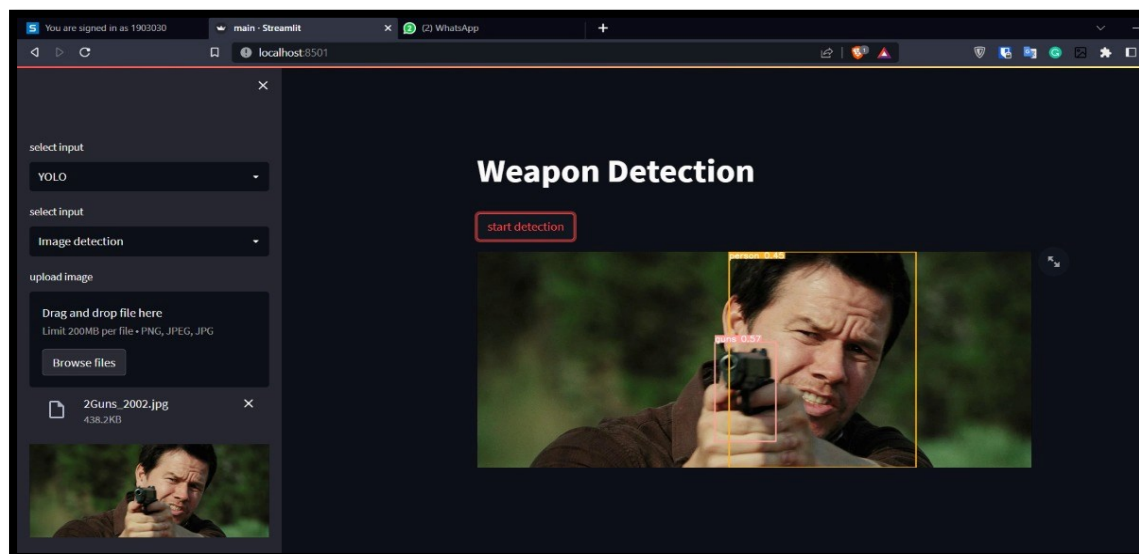 You are signed in as 1903030
main · Streamlit
(2) WhatsApp
localhost:8501
select input
YOLO
select input
Image detection
upload image
Drag and drop file here
Limit 200MB per file • PNG, JPEG, JPG
Browse files
2Guns_2002.jpg
438.2KB
Weapon Detection
start detection
person 0.45
guns 0.57